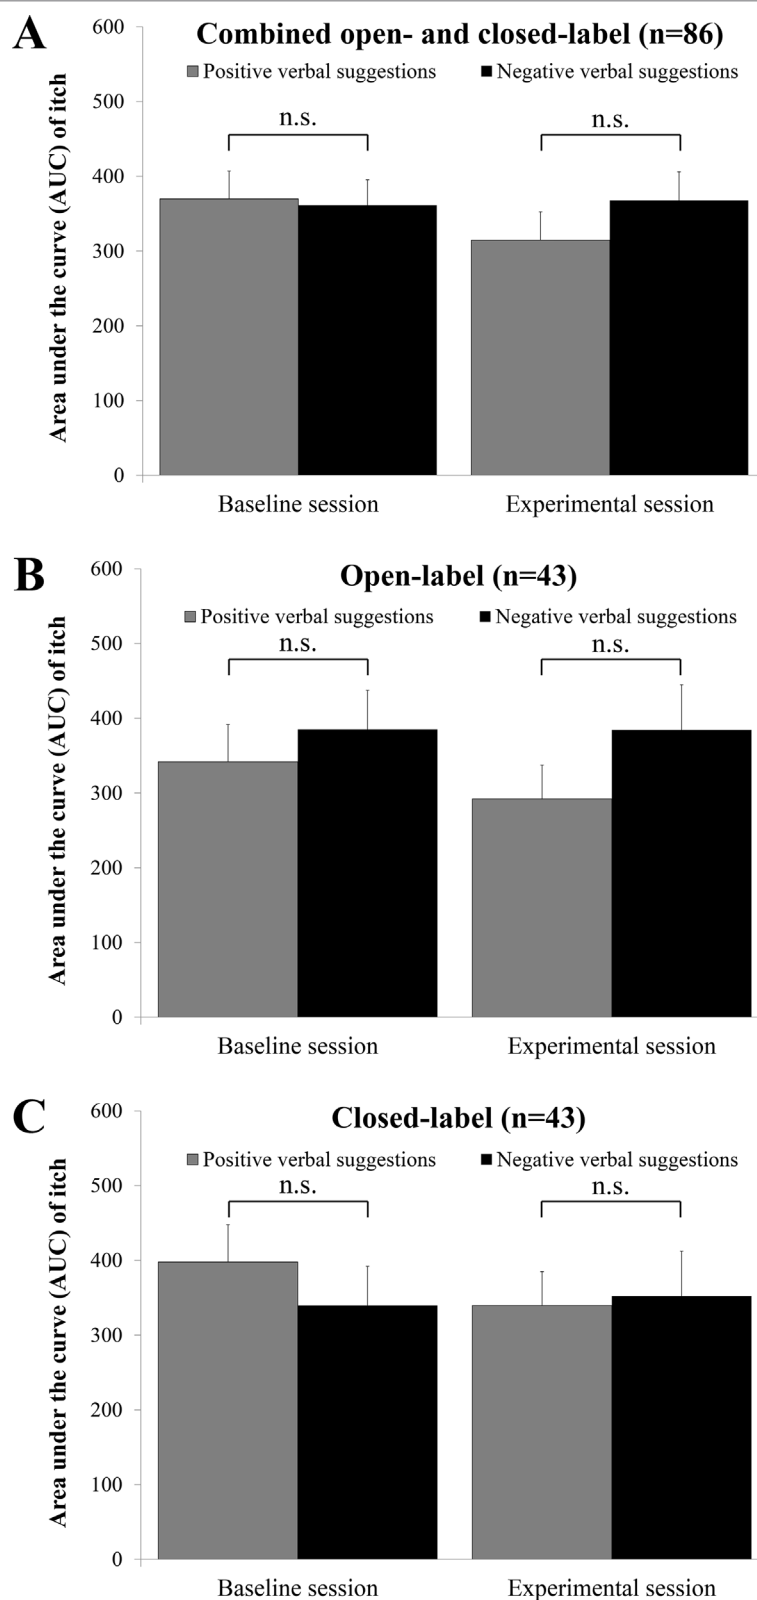 A
Combined open- and closed-label (n=86)
Positive verbal suggestions
Negative verbal suggestions
Area under the curve (AUC) of itch
600
500
400
300
200
100
0
n.s.
n.s.
Baseline session
Experimental session
B
Open-label (n=43)
Positive verbal suggestions
Negative verbal suggestions
Area under the curve (AUC) of itch
600
500
400
300
200
100
0
n.s.
n.s.
Baseline session
Experimental session
C
Closed-label (n=43)
Positive verbal suggestions
Negative verbal suggestions
Area under the curve (AUC) of itch
600
500
400
300
200
100
0
n.s.
n.s.
Baseline session
Experimental session